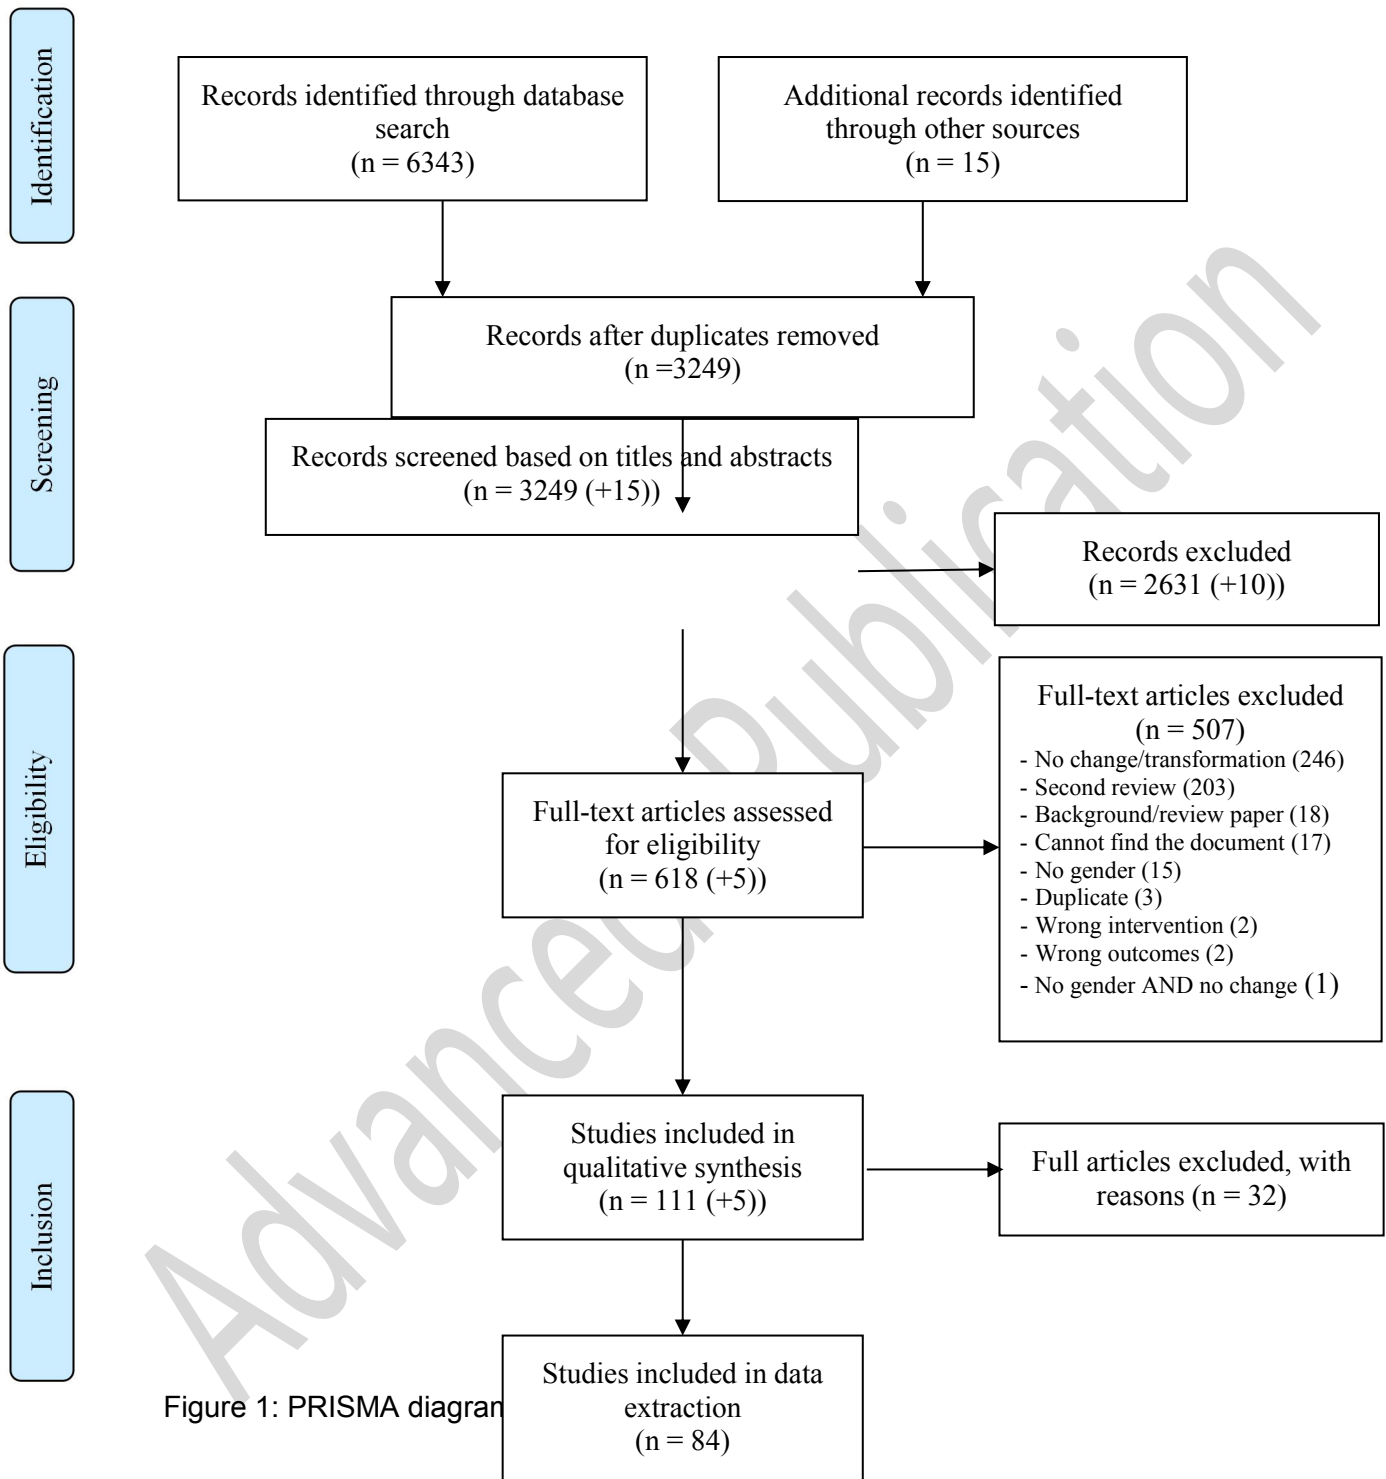 Identification
Records identified through database
search
(n = 6343)
Additional records identified
through other sources
(n = 15)
Screening
Records after duplicates removed
(n =3249)
Records screened based on titles and abstracts
(n = 3249 (+15))
Records excluded
(n = 2631 (+10))
Eligibility
Full-text articles assessed
for eligibility
(n = 618 (+5))
Full-text articles excluded
(n = 507)
- No change/transformation (246)
- Second review (203)
- Background/review paper (18)
- Cannot find the document (17)
- No gender (15)
- Duplicate (3)
- Wrong intervention (2)
- Wrong outcomes (2)
- No gender AND no change (1)
Inclusion
Studies included in
qualitative synthesis
(n = 111 (+5))
Full articles excluded, with
reasons (n = 32)
Studies included in data
extraction
(n = 84)
Figure 1: PRISMA diagram
Advanced Publication